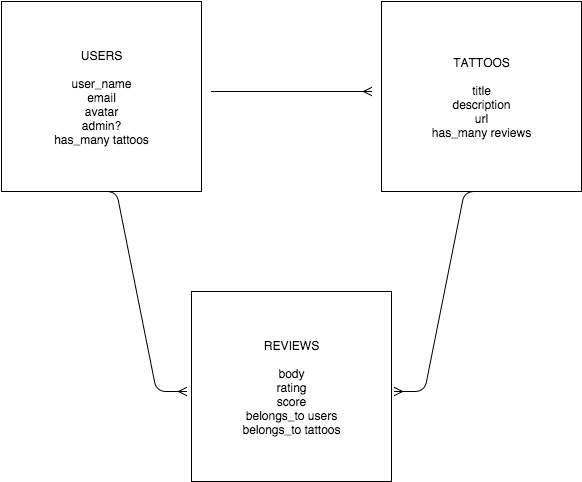 USERS
user_name
email
avatar
admin?
has_many tattoos
TATTOOS
title
description
url
has_many reviews
REVIEWS
body
rating
score
belongs_to users
belongs_to tattoos